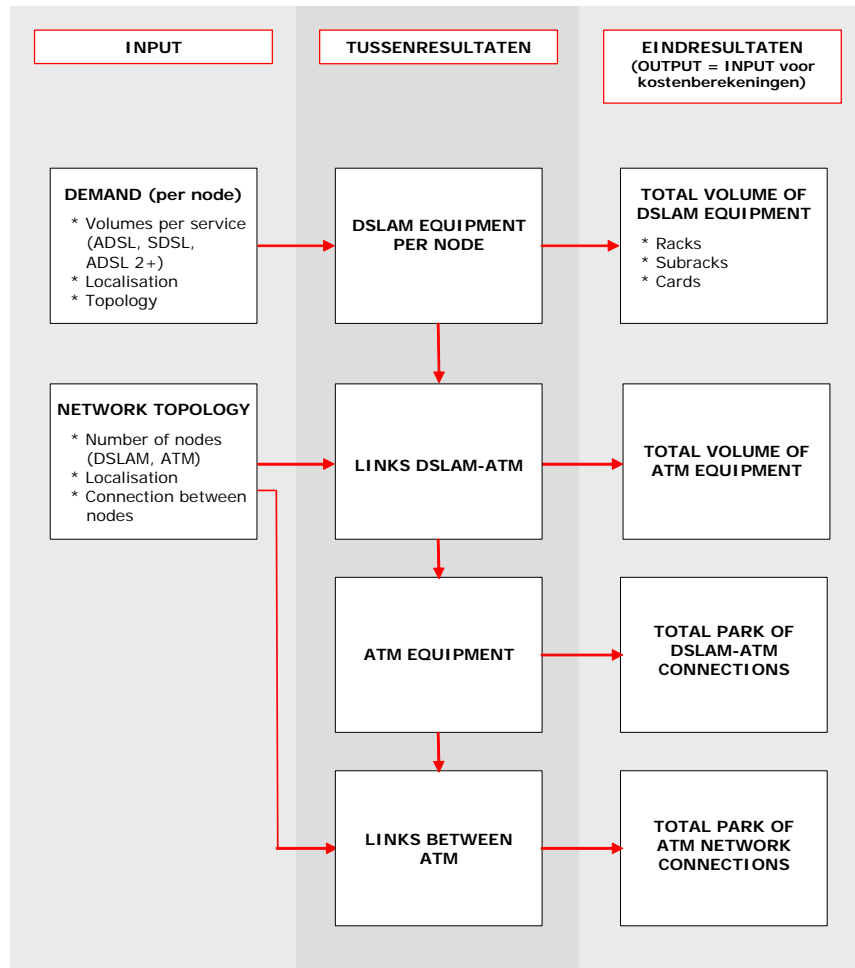 INPUT
TUSSENRESULTATEN
EINDRESULTATEN
(OUTPUT = INPUT voor
kostenberekeningen)
DEMAND (per node)
* Volumes per service
(ADSL, SDSL,
ADSL 2+)
* Localisation
* Topology
DSLAM EQUIPMENT
PER NODE
TOTAL VOLUME OF
DSLAM EQUIPMENT
* Racks
* Subracks
* Cards
NETWORK TOPOLOGY
* Number of nodes
(DSLAM, ATM)
* Localisation
* Connection between
nodes
LINKS DSLAM-ATM
TOTAL VOLUME OF
ATM EQUIPMENT
ATM EQUIPMENT
TOTAL PARK OF
DSLAM-ATM
CONNECTIONS
LINKS BETWEEN
ATM
TOTAL PARK OF
ATM NETWORK
CONNECTIONS